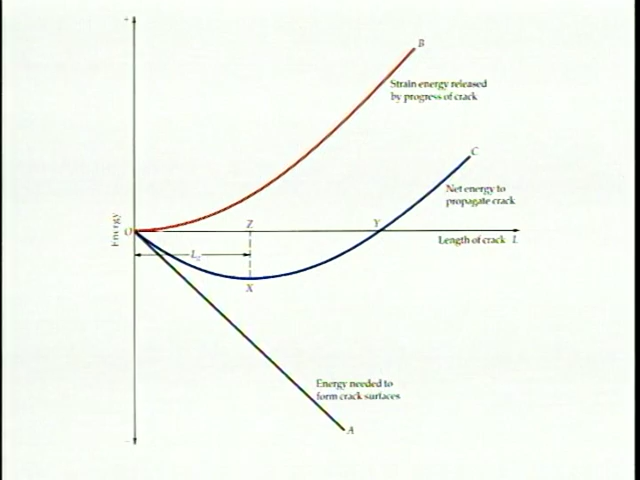 +
B
Strain energy released
by progress of crack
C
Net energy to
propagate crack
Energy
O
Z
Y
Length of crack L
X
Energy needed to
form crack surfaces
A
-